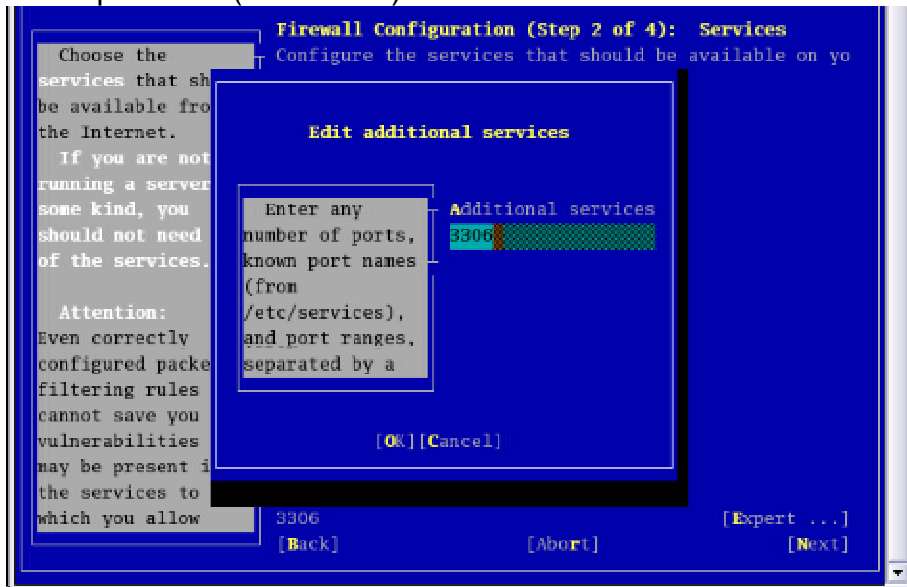 Firewall Configuration (Step 2 of 4): Services
Configure the services that should be available on yo
Choose the
services that sh
be available fro
the Internet.
If you are not
running a server
some kind, you
should not need
of the services.
Attention:
Even correctly
configured packe
filtering rules
cannot save you
vulnerabilities
may be present i
the services to
which you allow
Edit additional services
Enter any
number of ports,
known port names
(from
/etc/services),
and port ranges,
separated by a
Additional services
3306
[OK][Cancel]
3306
[Expert ...]
[Back] [Abort] [Next]